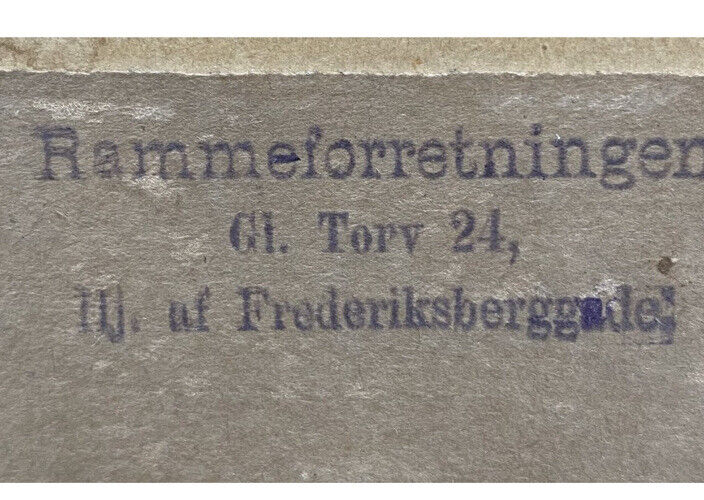 Rammeforretningen
Gl. Torv 24,
Hj. af Frederiksberggade.